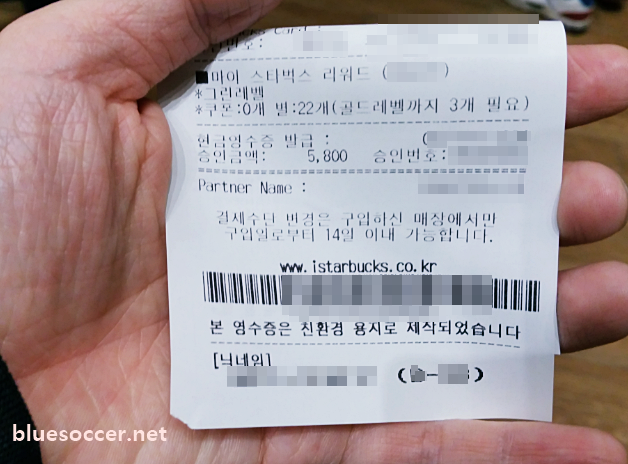 ■마이 스타벅스 리워드 (
*그린레벨
*쿠폰:0개 별:22개(골드레벨까지 3개 필요)
현금영수증 발급 : (
승인금액: 5,800 승인번호:
Partner Name :
결제수단 변경은 구입하신 매장에서만
구입일로부터 14일 이내 가능합니다.
www.istarbucks.co.kr
본 영수증은 친환경 용지로 제작되었습니다
[닉네임]
bluesoccer.net